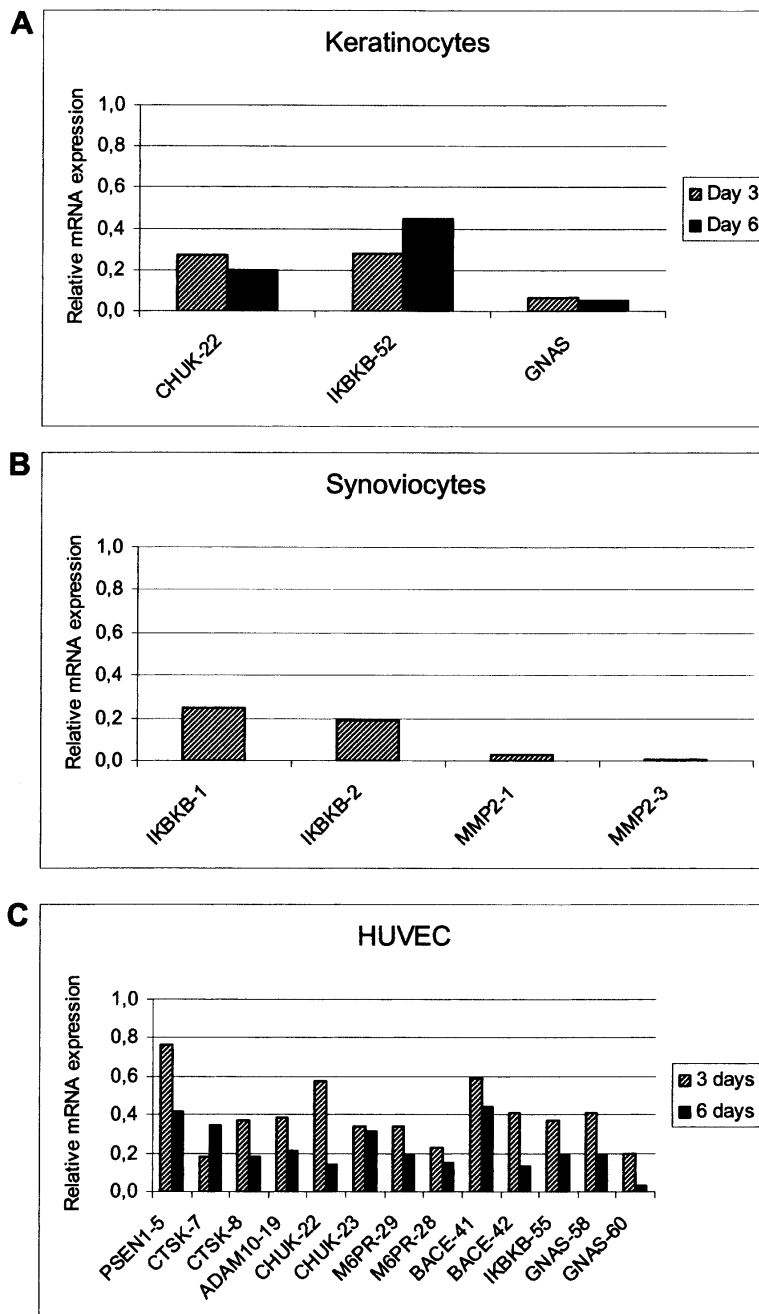 A
Keratinocytes
Relative mRNA expression
1,0
0,8
0,6
0,4
0,2
0,0
CHUK-22
IKBKB-52
GNAS
Day 3
Day 6
B
Synoviocytes
Relative mRNA expression
1,0
0,8
0,6
0,4
0,2
0,0
IKBKB-1
IKBKB-2
MMP2-1
MMP2-3
C
HUVEC
Relative mRNA expression
1,0
0,8
0,6
0,4
0,2
0,0
PSEN1-5
CTSK-7
CTSK-8
ADAM10-19
CHUK-22
CHUK-23
M6PR-29
M6PR-28
BACE-41
BACE-42
IKBKB-55
GNAS-58
GNAS-60
3 days
6 days